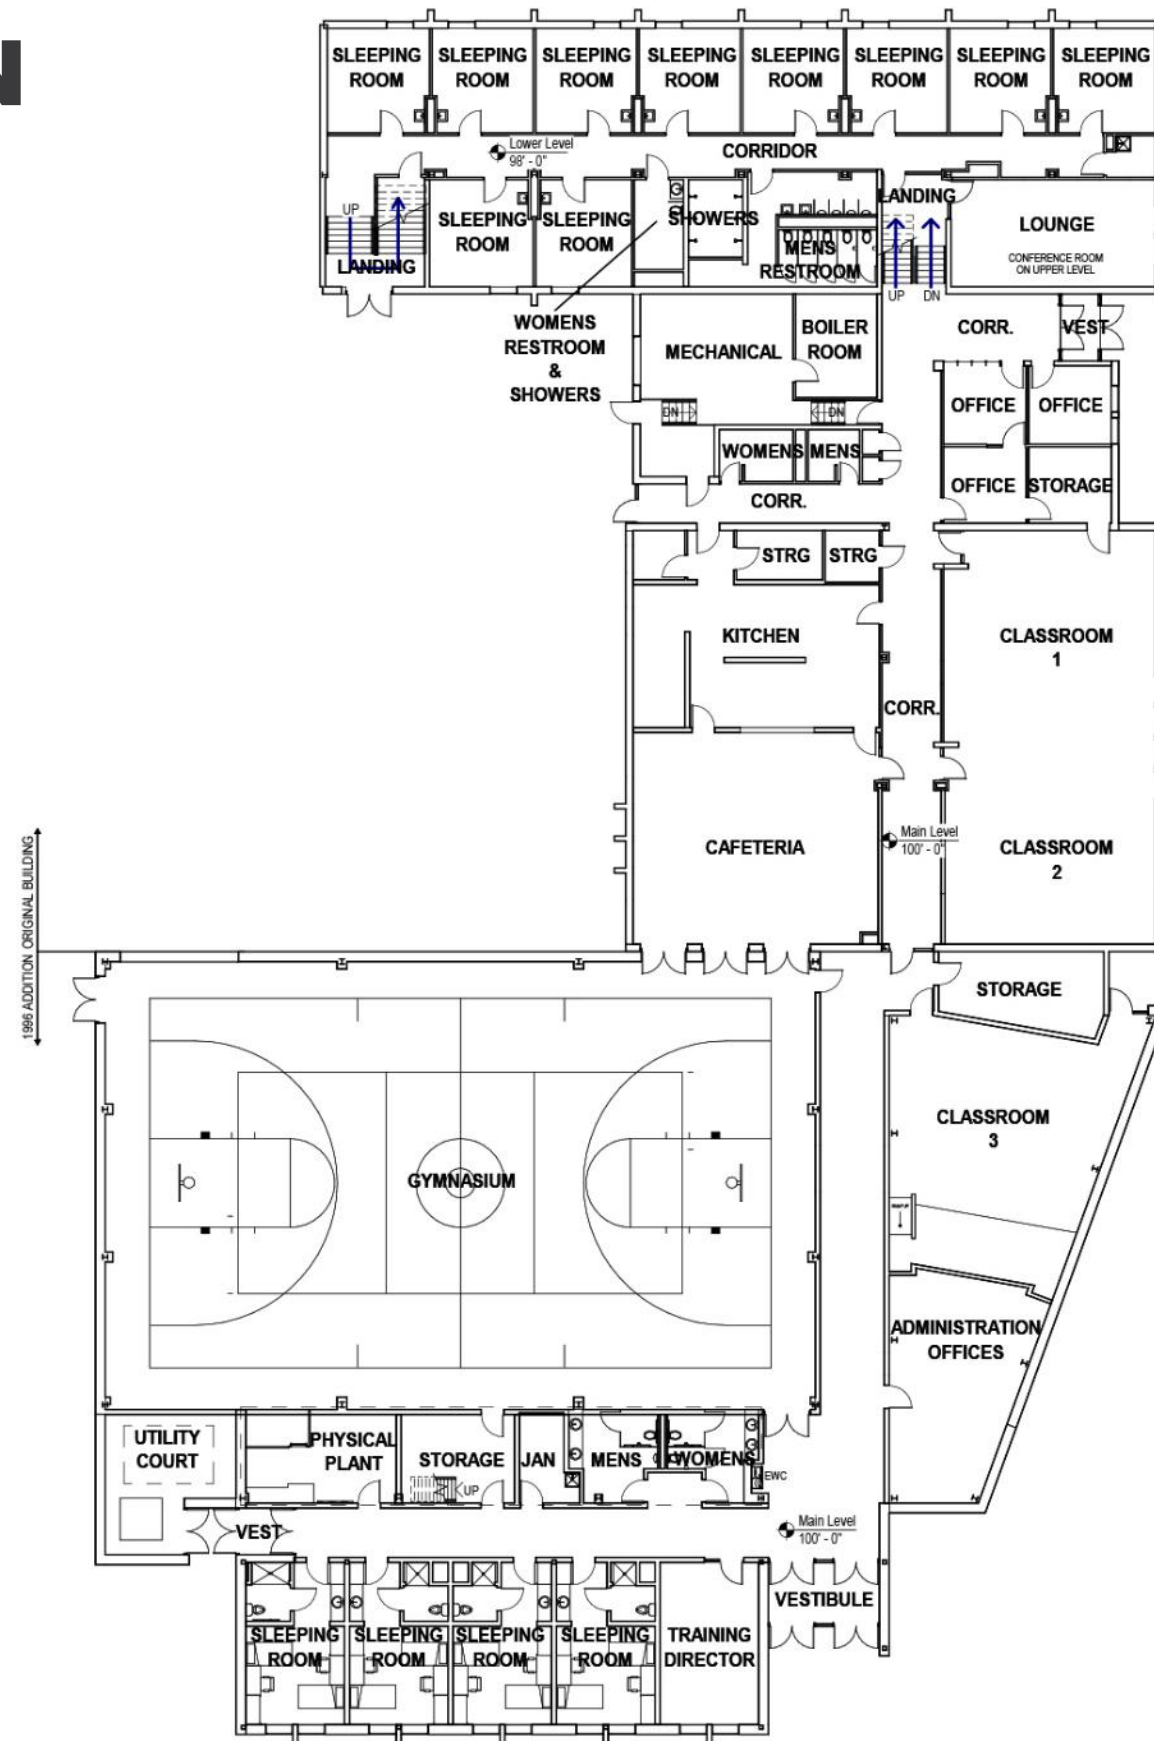 SLEEPING ROOM
SLEEPING ROOM
SLEEPING ROOM
SLEEPING ROOM
SLEEPING ROOM
SLEEPING ROOM
SLEEPING ROOM
SLEEPING ROOM
Lower Level
98' - 0"
CORRIDOR
UP
LANDING
SLEEPING ROOM
SLEEPING ROOM
SHOWERS
MENS RESTROOM
LANDING
UP
DN
LOUNGE
CONFERENCE ROOM
ON UPPER LEVEL
WOMENS
RESTROOM
&
SHOWERS
MECHANICAL
BOILER
ROOM
CORR.
VEST
DN
DN
OFFICE
OFFICE
WOMENS
MENS
OFFICE
STORAGE
CORR.
STRG
STRG
KITCHEN
CLASSROOM
1
CORR.
CAFETERIA
Main Level
100' - 0"
CLASSROOM
2
1996 ADDITION
ORIGINAL BUILDING
STORAGE
CLASSROOM
3
GYMNASIUM
ADMINISTRATION
OFFICES
UTILITY
COURT
PHYSICAL
PLANT
STORAGE
UP
JAN
MENS
WOMENS
EWC
VEST
Main Level
100' - 0"
VESTIBULE
SLEEPING ROOM
SLEEPING ROOM
SLEEPING ROOM
SLEEPING ROOM
TRAINING
DIRECTOR